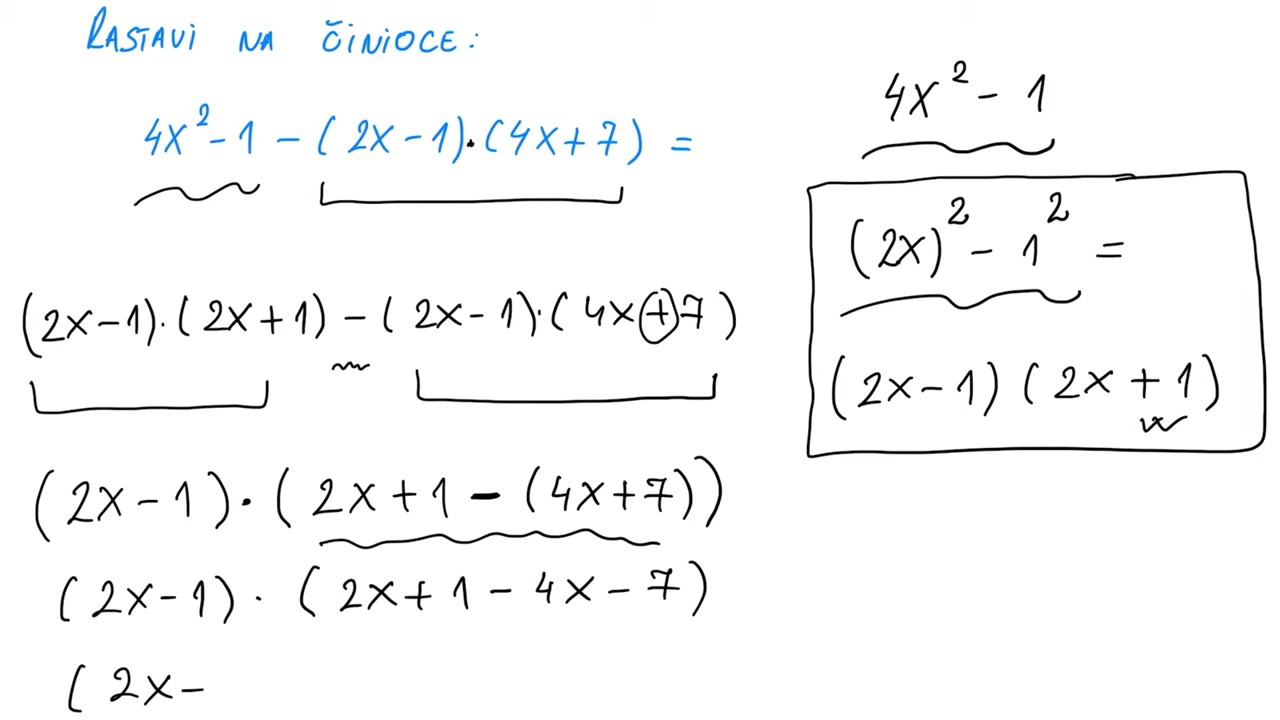 RASTAVI NA ČINIOCE:
4x² - 1 - (2x - 1)·(4x + 7) =
(2x - 1)·(2x + 1) - (2x - 1)·(4x + 7)
(2x - 1)·(2x + 1 - (4x + 7))
(2x - 1)·(2x + 1 - 4x - 7)
(2x -
4x² - 1
(2x)² - 1² =
(2x - 1)(2x + 1)